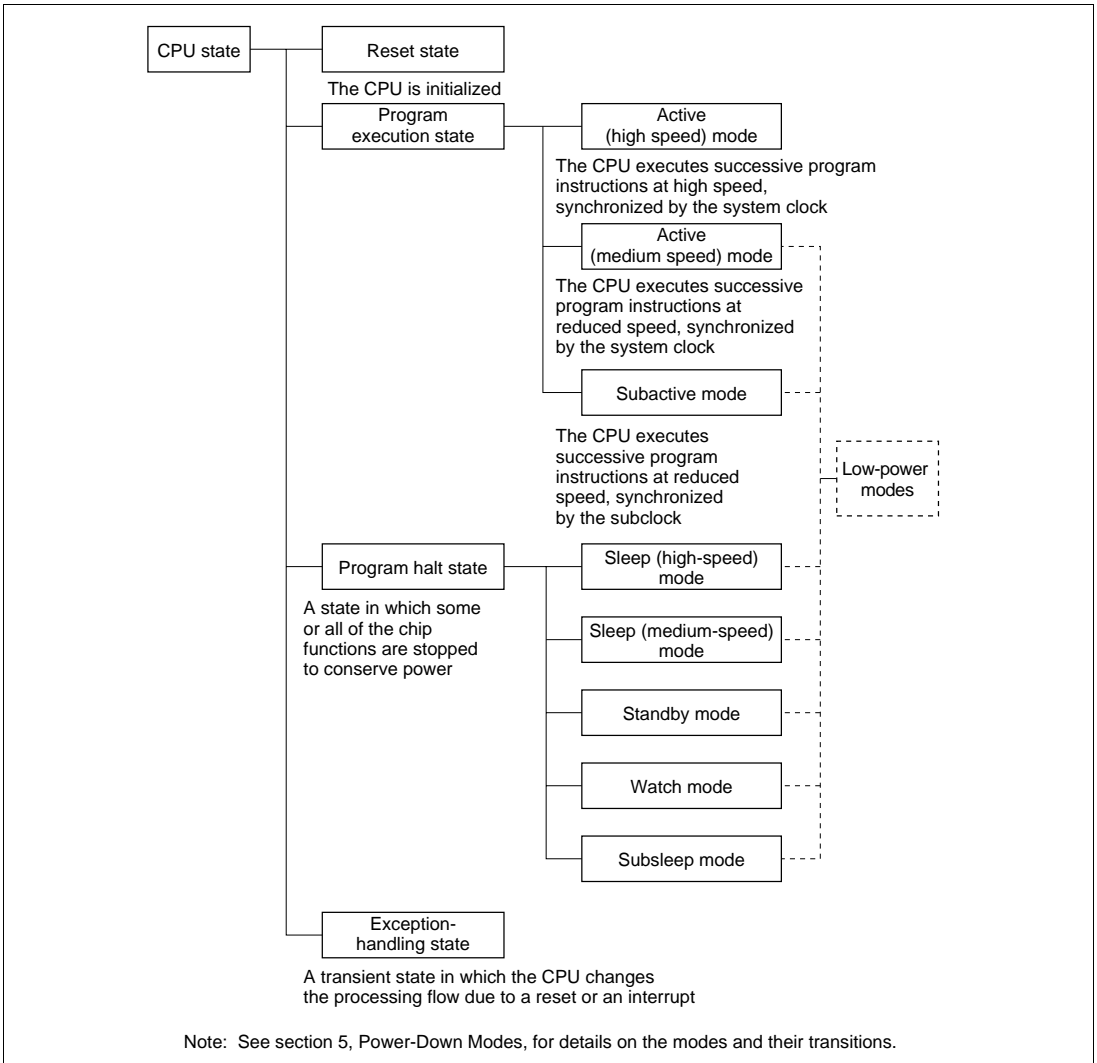 CPU state
Reset state
The CPU is initialized
Program
execution state
Active
(high speed) mode
The CPU executes successive program
instructions at high speed,
synchronized by the system clock
Active
(medium speed) mode
The CPU executes successive
program instructions at
reduced speed, synchronized
by the system clock
Subactive mode
The CPU executes
successive program
instructions at reduced
speed, synchronized
by the subclock
Low-power
modes
Program halt state
A state in which some
or all of the chip
functions are stopped
to conserve power
Sleep (high-speed)
mode
Sleep (medium-speed)
mode
Standby mode
Watch mode
Subsleep mode
Exception-
handling state
A transient state in which the CPU changes
the processing flow due to a reset or an interrupt
Note: See section 5, Power-Down Modes, for details on the modes and their transitions.